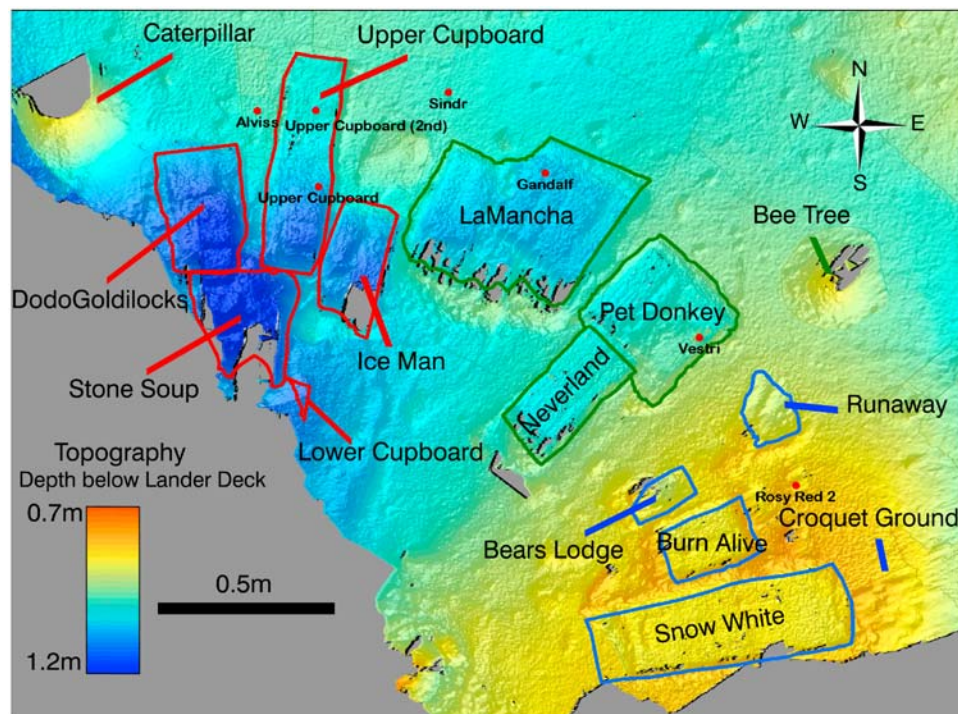 Caterpillar
Upper Cupboard
N
W
E
S
Sindr
Alviss
Upper Cupboard (2nd)
Gandalf
Upper Cupboard
LaMancha
Bee Tree
DodoGoldilocks
Pet Donkey
Vestri
Ice Man
Stone Soup
Neverland
Runaway
Lower Cupboard
Topography
Depth below Lander Deck
Rosy Red 2
0.7m
Croquet Ground
Bears Lodge
Burn Alive
0.5m
Snow White
1.2m